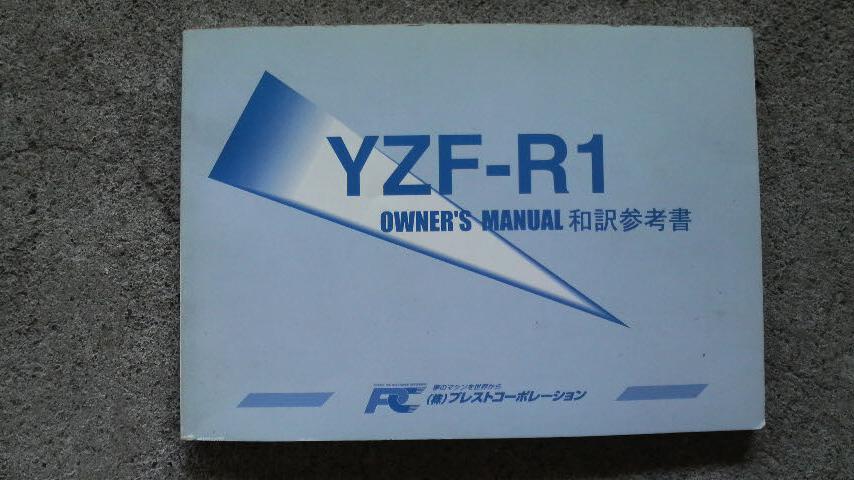 YZF-R1
OWNER'S MANUAL 和訳参考書
夢のマシンを世界から
(株)プレストコーポレーション